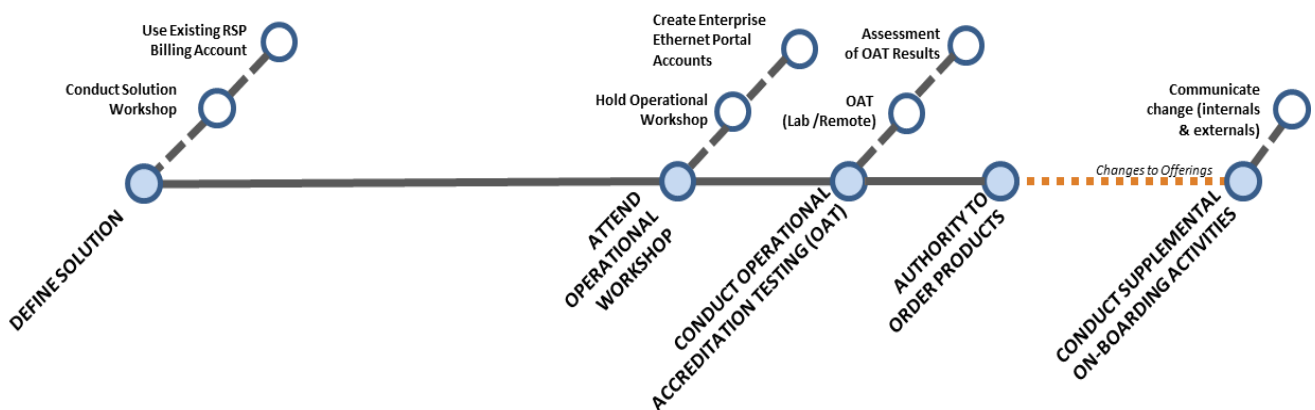 Use Existing RSP
Billing Account
Conduct Solution
Workshop
DEFINE SOLUTION
Create Enterprise
Ethernet Portal
Accounts
Hold Operational
Workshop
ATTEND
OPERATIONAL
WORKSHOP
Assessment
of OAT Results
OAT
(Lab /Remote)
CONDUCT OPERATIONAL
ACCREDITATION TESTING (OAT)
AUTHORITY TO
ORDER PRODUCTS
Changes to Offerings
Communicate
change (internals
& externals)
CONDUCT SUPPLEMENTAL
ON-BOARDING ACTIVITIES